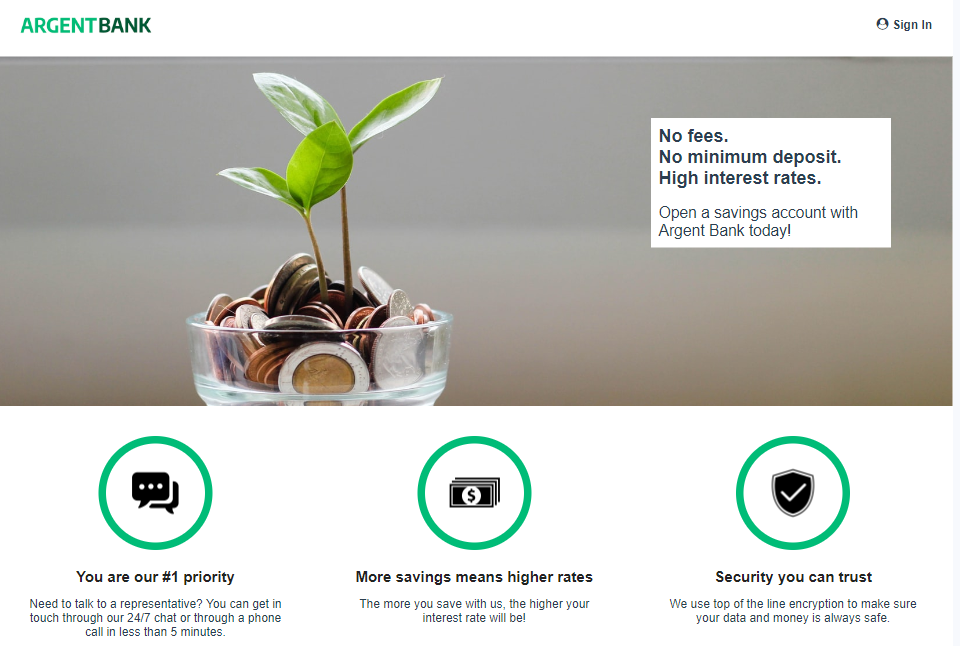 ARGENTBANK
Sign In
No fees.
No minimum deposit.
High interest rates.
Open a savings account with
Argent Bank today!
You are our #1 priority
Need to talk to a representative? You can get in
touch through our 24/7 chat or through a phone
call in less than 5 minutes.
$
More savings means higher rates
The more you save with us, the higher your
interest rate will be!
Security you can trust
We use top of the line encryption to make sure
your data and money is always safe.